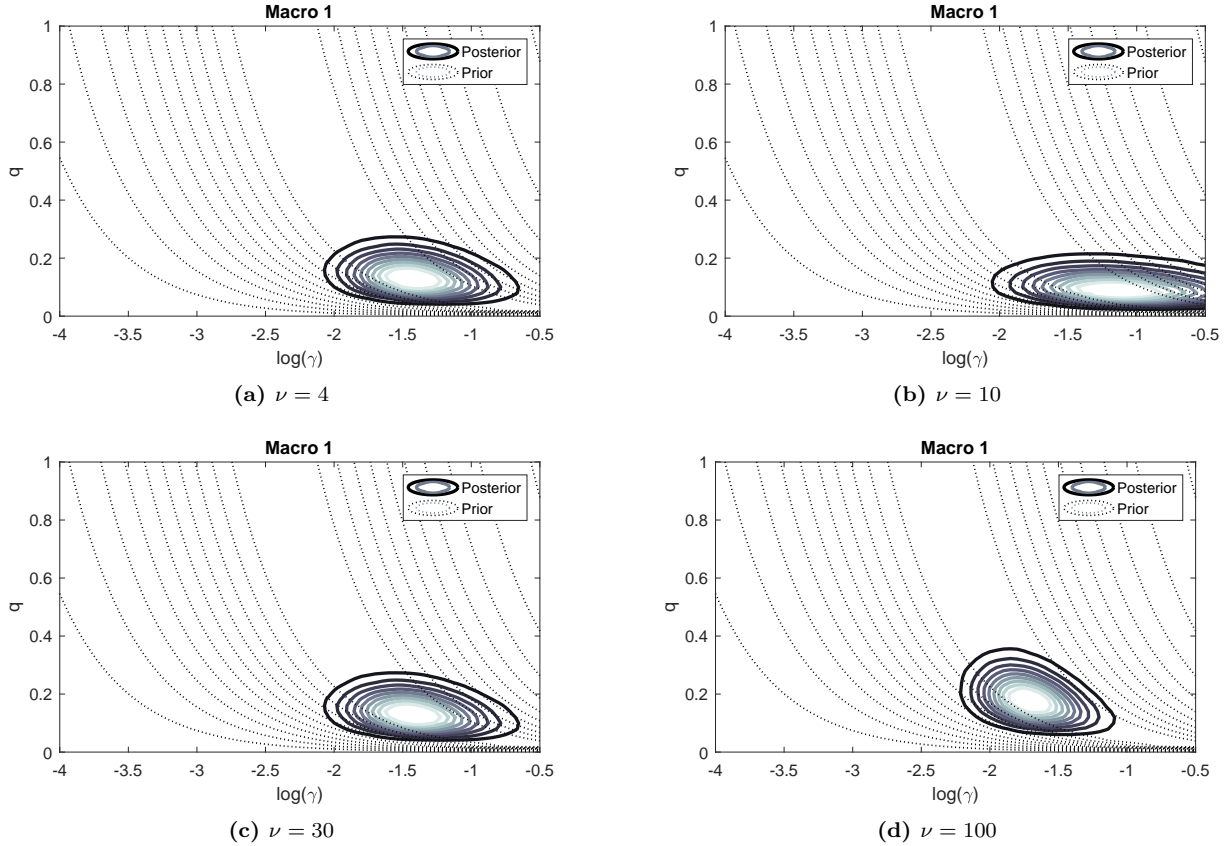 Macro 1
Posterior
Prior
1
0.8
0.6
0.4
0.2
0
q
-4 -3.5 -3 -2.5 -2 -1.5 -1 -0.5
log(γ)
(a) ν = 4
Macro 1
Posterior
Prior
1
0.8
0.6
0.4
0.2
0
q
-4 -3.5 -3 -2.5 -2 -1.5 -1 -0.5
log(γ)
(b) ν = 10
Macro 1
Posterior
Prior
1
0.8
0.6
0.4
0.2
0
q
-4 -3.5 -3 -2.5 -2 -1.5 -1 -0.5
log(γ)
(c) ν = 30
Macro 1
Posterior
Prior
1
0.8
0.6
0.4
0.2
0
q
-4 -3.5 -3 -2.5 -2 -1.5 -1 -0.5
log(γ)
(d) ν = 100